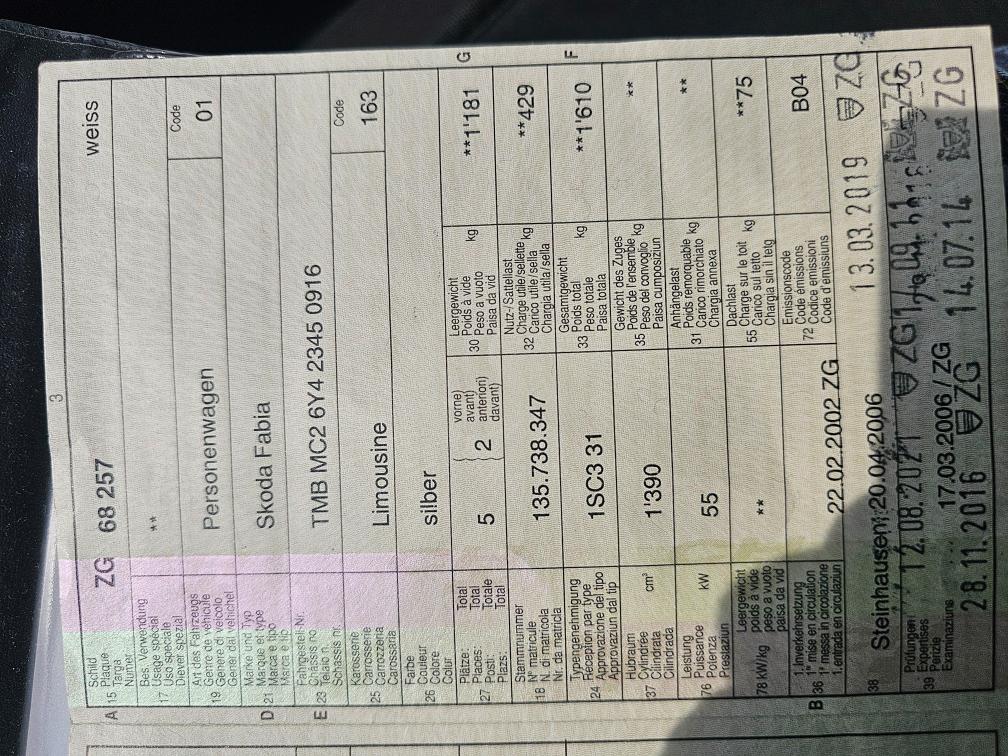 3
A 15 Schild
Plaque
Targa
Numer
ZG 68 257
weiss
17 Bes. Verwendung
Usage spécial
Uso speciale
Diever spezial
**
19 Art des Fahrzeugs
Genre de véhicule
Genere di veicolo
Gener da vehichel
Personenwagen
Code
01
D 21 Marke und Typ
Marque et type
Marca e tipo
Marca e tip
Skoda Fabia
E 23 Fahrgestell-Nr.
Châssis no
Telaio n.
Schassis nr.
TMB MC2 6Y4 2345 0916
25 Karosserie
Carrosserie
Carrozzeria
Carossaria
Limousine
Code
163
26 Farbe
Couleur
Colore
Colur
silber
27 Plätze: Total
Places: Total
Posti: Totale
Plazs: Total
5
2
vorne)
avant)
anteriori)
davant)
30 Leergewicht
Poids à vide
Peso a vuoto
Paisa da vid
kg
**1'181
G
18 Stammnummer
N° matricule
N. di matricola
Nr. da matricla
135.738.347
32 Nutz-/Sattellast
Charge utile/sellette
Carico utile/sella
Chargia utila/sella
kg
**429
24 Typengenehmigung
Réception par type
Approvazione del tipo
Approvaziun dal tip
1SC3 31
33 Gesamtgewicht
Poids total
Peso totale
Paisa totala
kg
**1'610
F
37 Hubraum
Cylindrée
Cilindrata
Cilindrada
cm³
1'390
35 Gewicht des Zuges
Poids de l'ensemble
Peso del convoglio
Paisa cumposiziun
kg
**
76 Leistung
Puissance
Potenza
Prestaziun
kW
55
31 Anhängelast
Poids remorquable
Carico rimorchiato
Chargia annexa
kg
**
78 kW/kg
Leergewicht
poids à vide
peso a vuoto
paisa da vid
**
55 Dachlast
Charge sur le toit
Carico sul tetto
Chargia sin il tetg
kg
**75
B 36 1. Inverkehrsetzung
1re mise en circulation
1a messa in circolazione
1. entrada en circulaziun
22.02.2002 ZG
72 Emissionscode
Code émissions
Codice emissioni
Code d'emissiuns
B04
13.03.2019 ZG
38 Steinhausen, 20.04.2006
39 Prüfungen
Expertises
Perizie
Examinaziuns
12.08.2021 ZG
17.03.2006 / ZG
14.07.14 ZG
28.11.2016 ZG